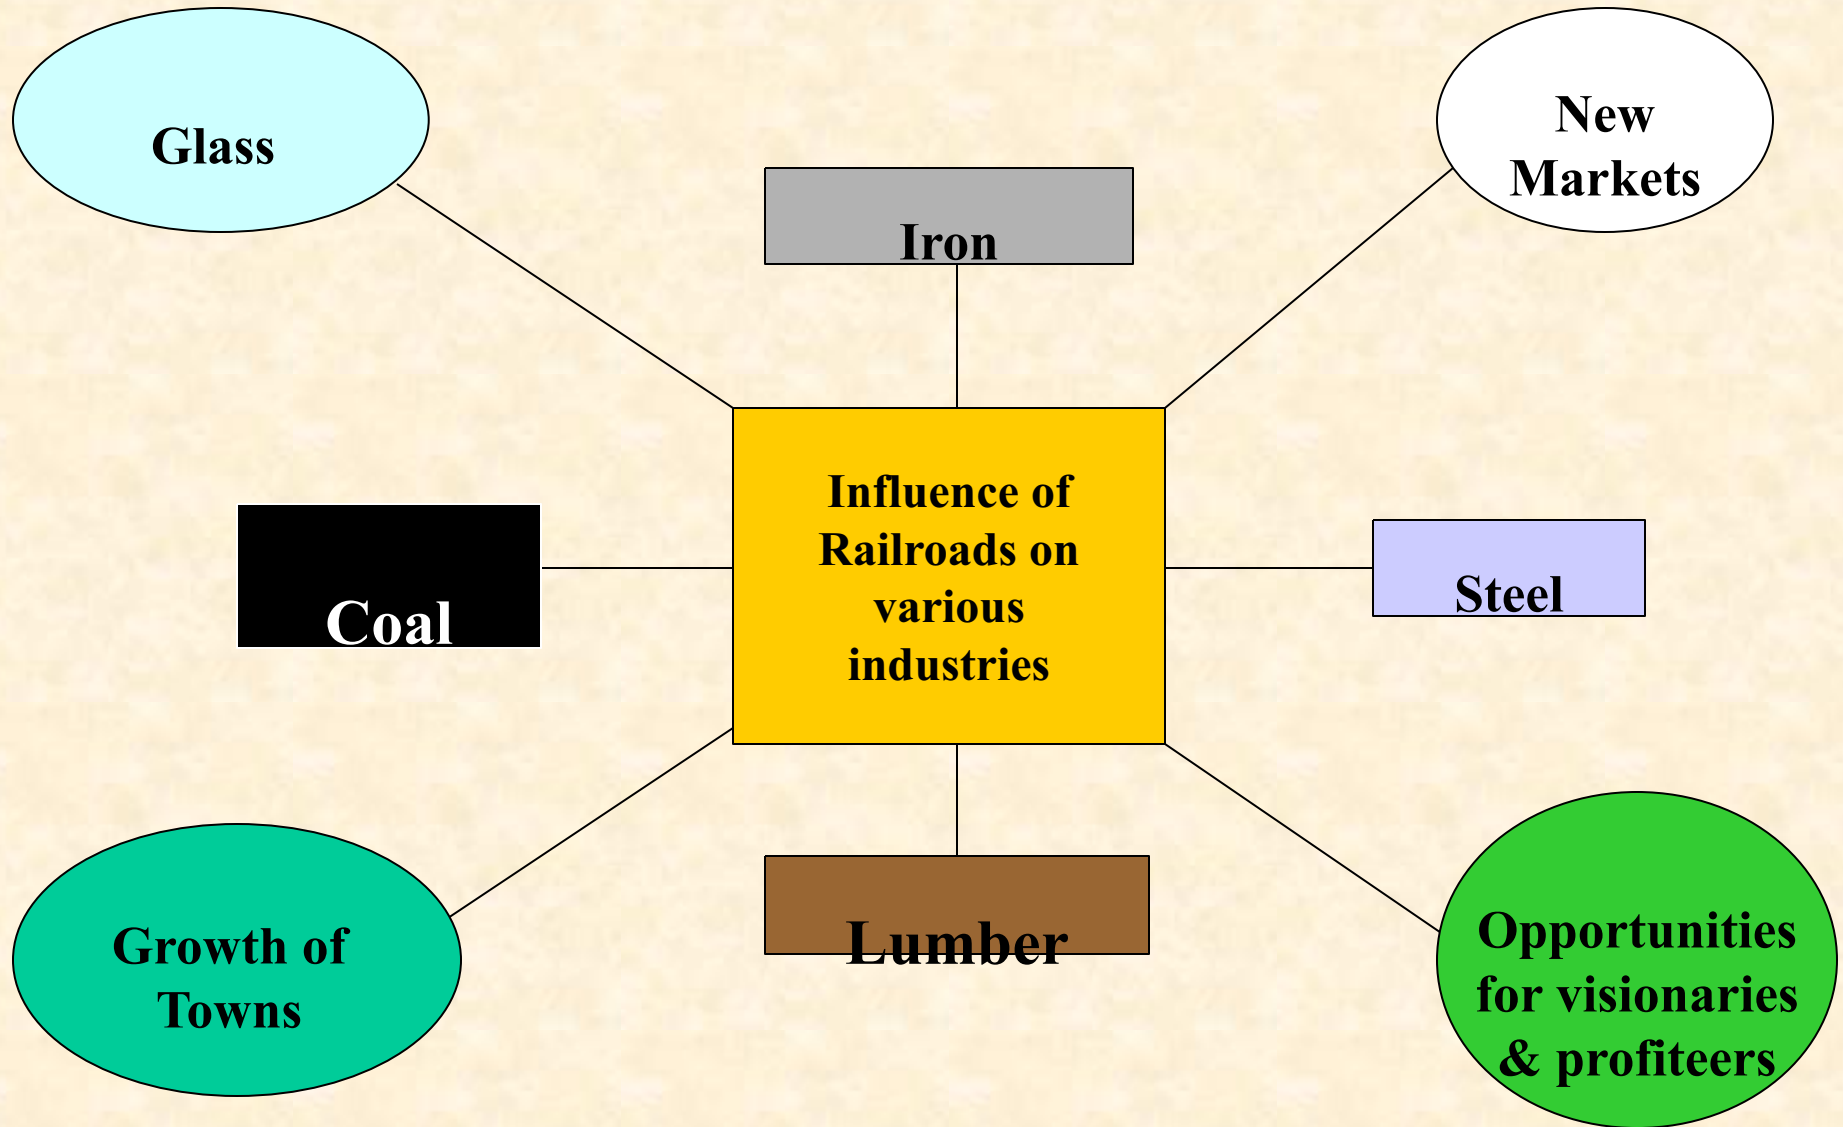 Glass
New
Markets
Iron
Influence of
Railroads on
various
industries
Coal
Steel
Growth of
Towns
Lumber
Opportunities
for visionaries
& profiteers